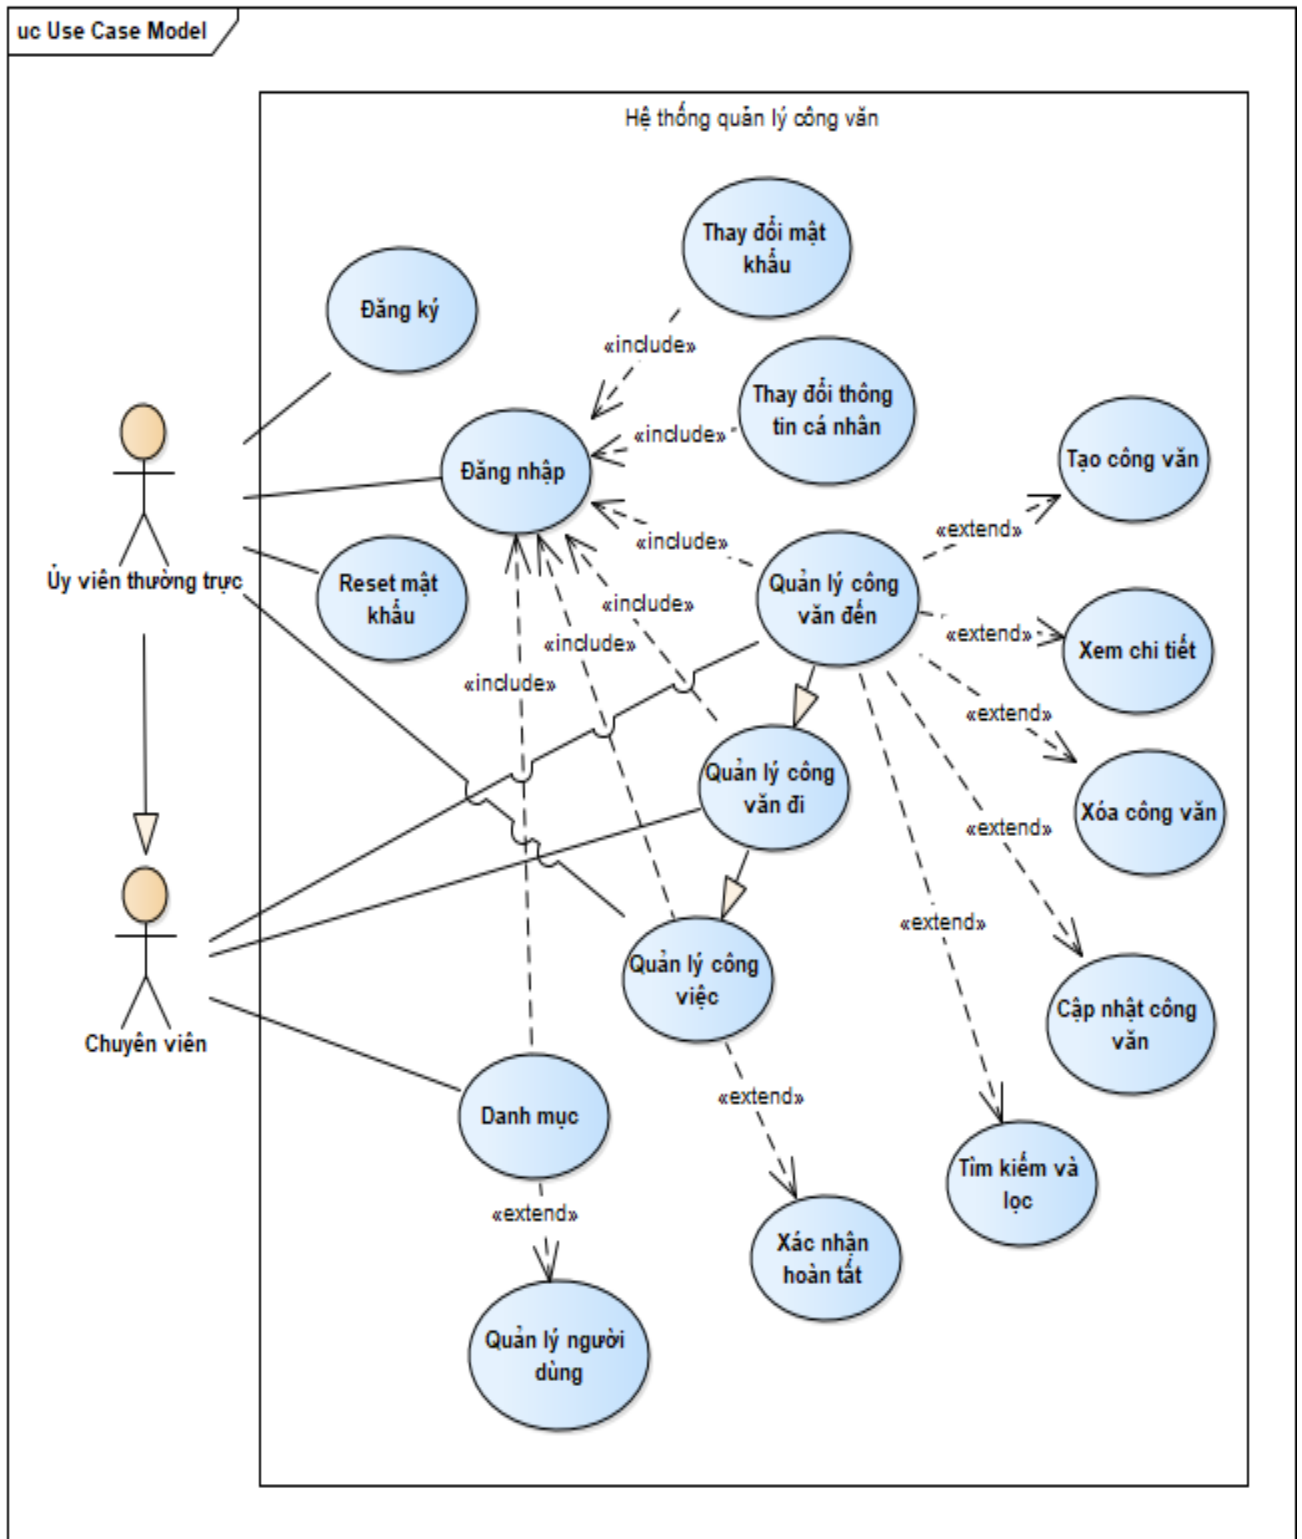 uc Use Case Model
Hệ thống quản lý công văn
Thay đổi mật
khẩu
Đăng ký
«include»
Thay đổi thông
tin cá nhân
«include»
Đăng nhập
Tạo công văn
«extend»
«include»
Ủy viên thường trực
Reset mật
khẩu
Quản lý công
văn đến
«include»
«extend»
Xem chi tiết
«include»
«include»
«extend»
Quản lý công
văn đi
Xóa công văn
«extend»
«extend»
Quản lý công
việc
Cập nhật công
văn
Chuyên viên
«extend»
Danh mục
Tìm kiếm và
lọc
«extend»
Xác nhận
hoàn tất
Quản lý người
dùng